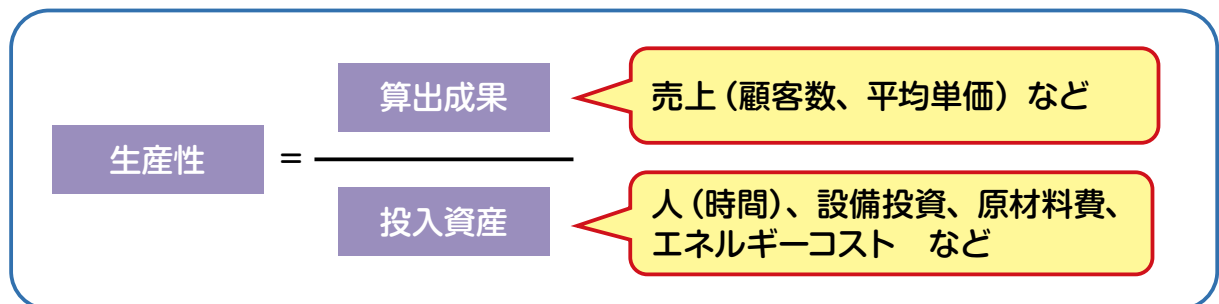 算出成果
売上（顧客数、平均単価）など
生産性
=
投入資産
人（時間）、設備投資、原材料費、
エネルギーコスト　など